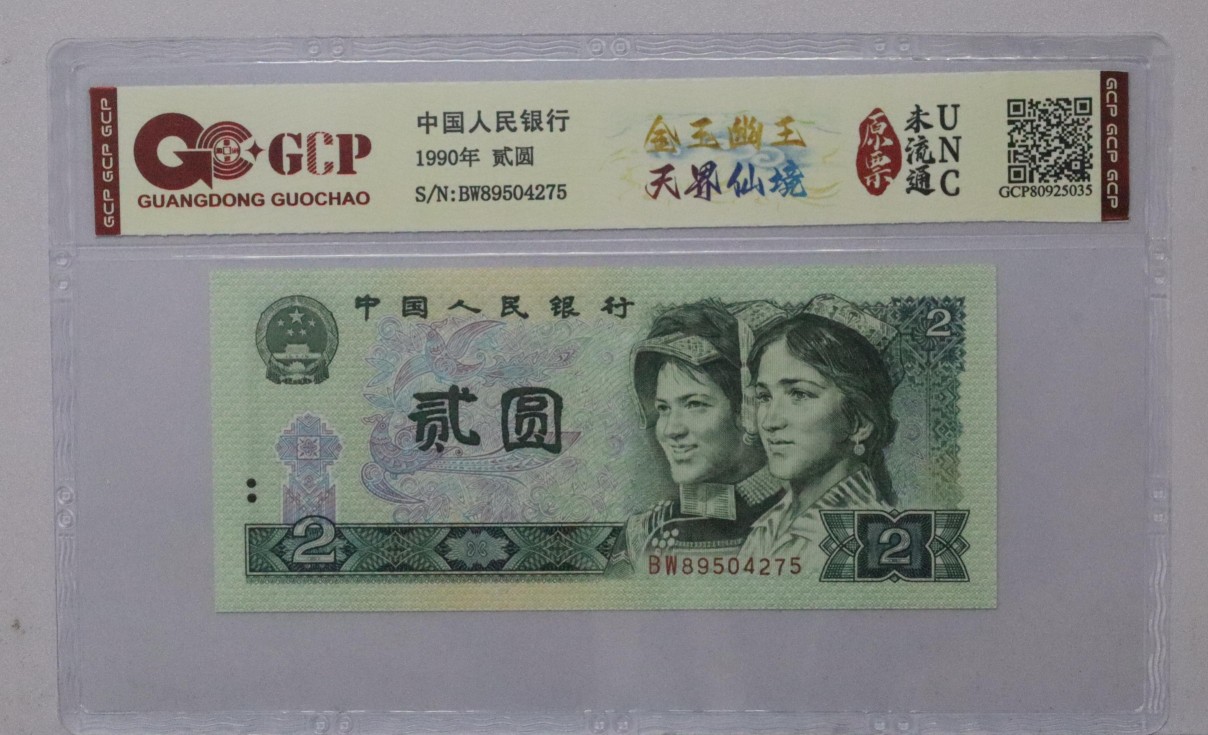 GCP GCP GCP
GCP
GUANGDONG GUOCHAO
中国人民银行
1990年 贰圆
S/N:BW89504275
金玉幽王
天界仙境
原票
未流通
UNC
GCP80925035
GCP GCP GCP
中国人民银行
2
贰圆
2
BW89504275
2